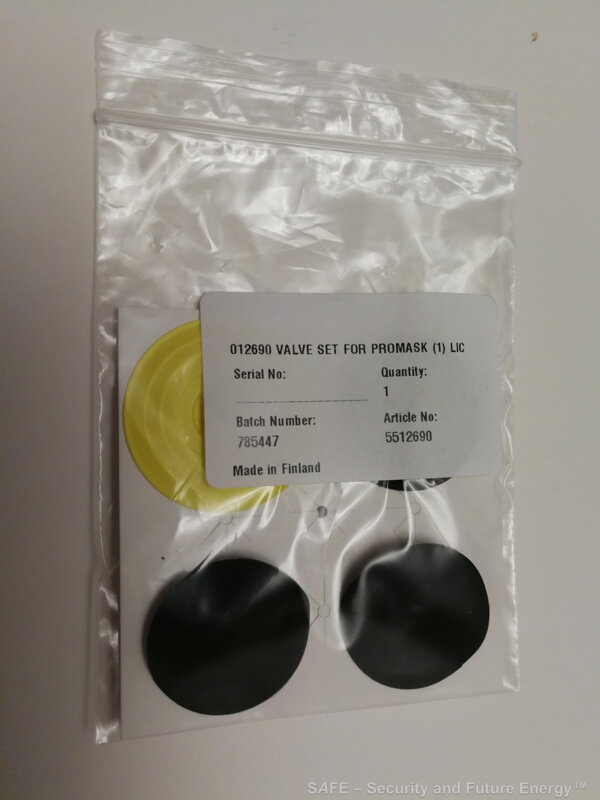 012690 VALVE SET FOR PROMASK (1) LIC
Serial No:
Quantity:
1
Batch Number:
785447
Article No:
5512690
Made in Finland
SAFE – Security and Future Energy™